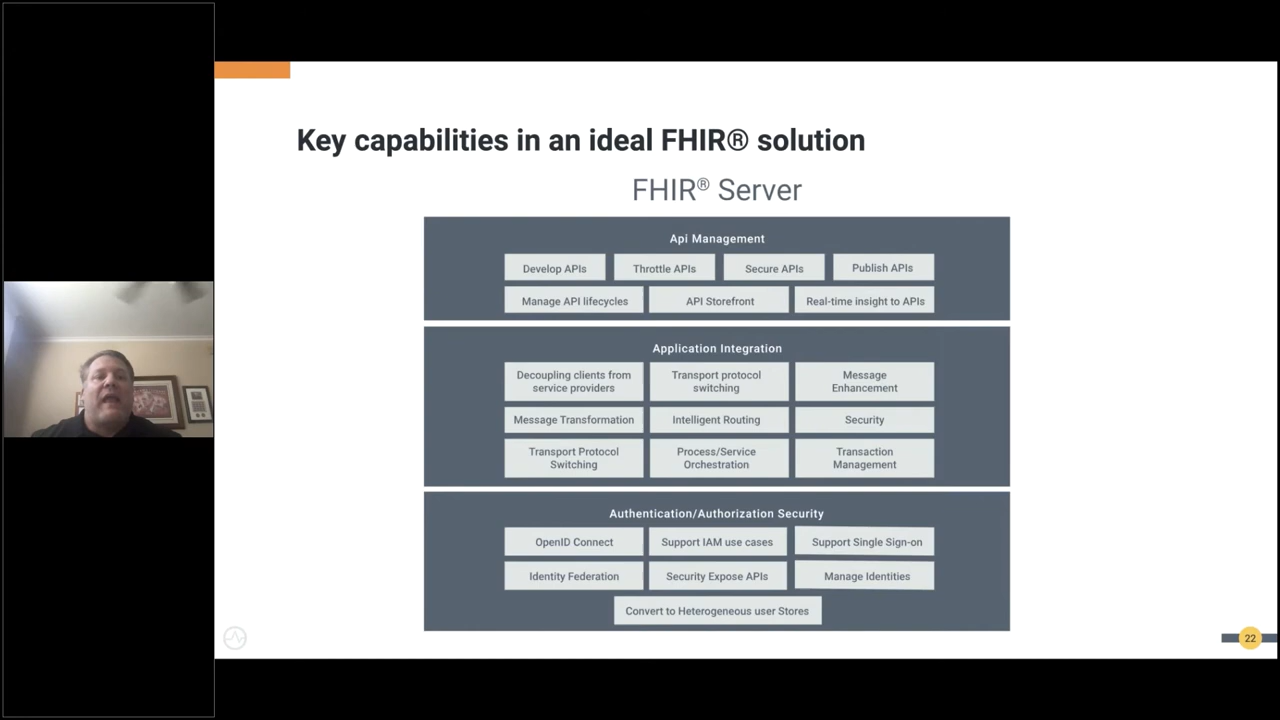 Key capabilities in an ideal FHIR® solution
FHIR® Server
Api Management
Develop APIs
Throttle APIs
Secure APIs
Publish APIs
Manage API lifecycles
API Storefront
Real-time insight to APIs
Application Integration
Decoupling clients from
service providers
Transport protocol
switching
Message
Enhancement
Message Transformation
Intelligent Routing
Security
Transport Protocol
Switching
Process/Service
Orchestration
Transaction
Management
Authentication/Authorization Security
OpenID Connect
Support IAM use cases
Support Single Sign-on
Identity Federation
Security Expose APIs
Manage Identities
Convert to Heterogeneous user Stores
22